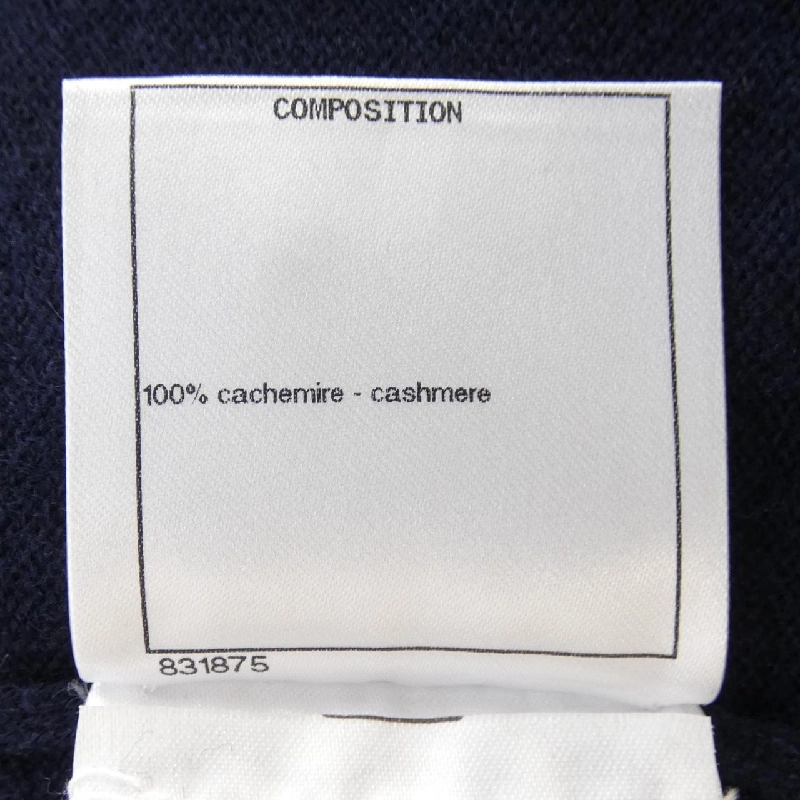 COMPOSITION
100% cachemire - cashmere
831875